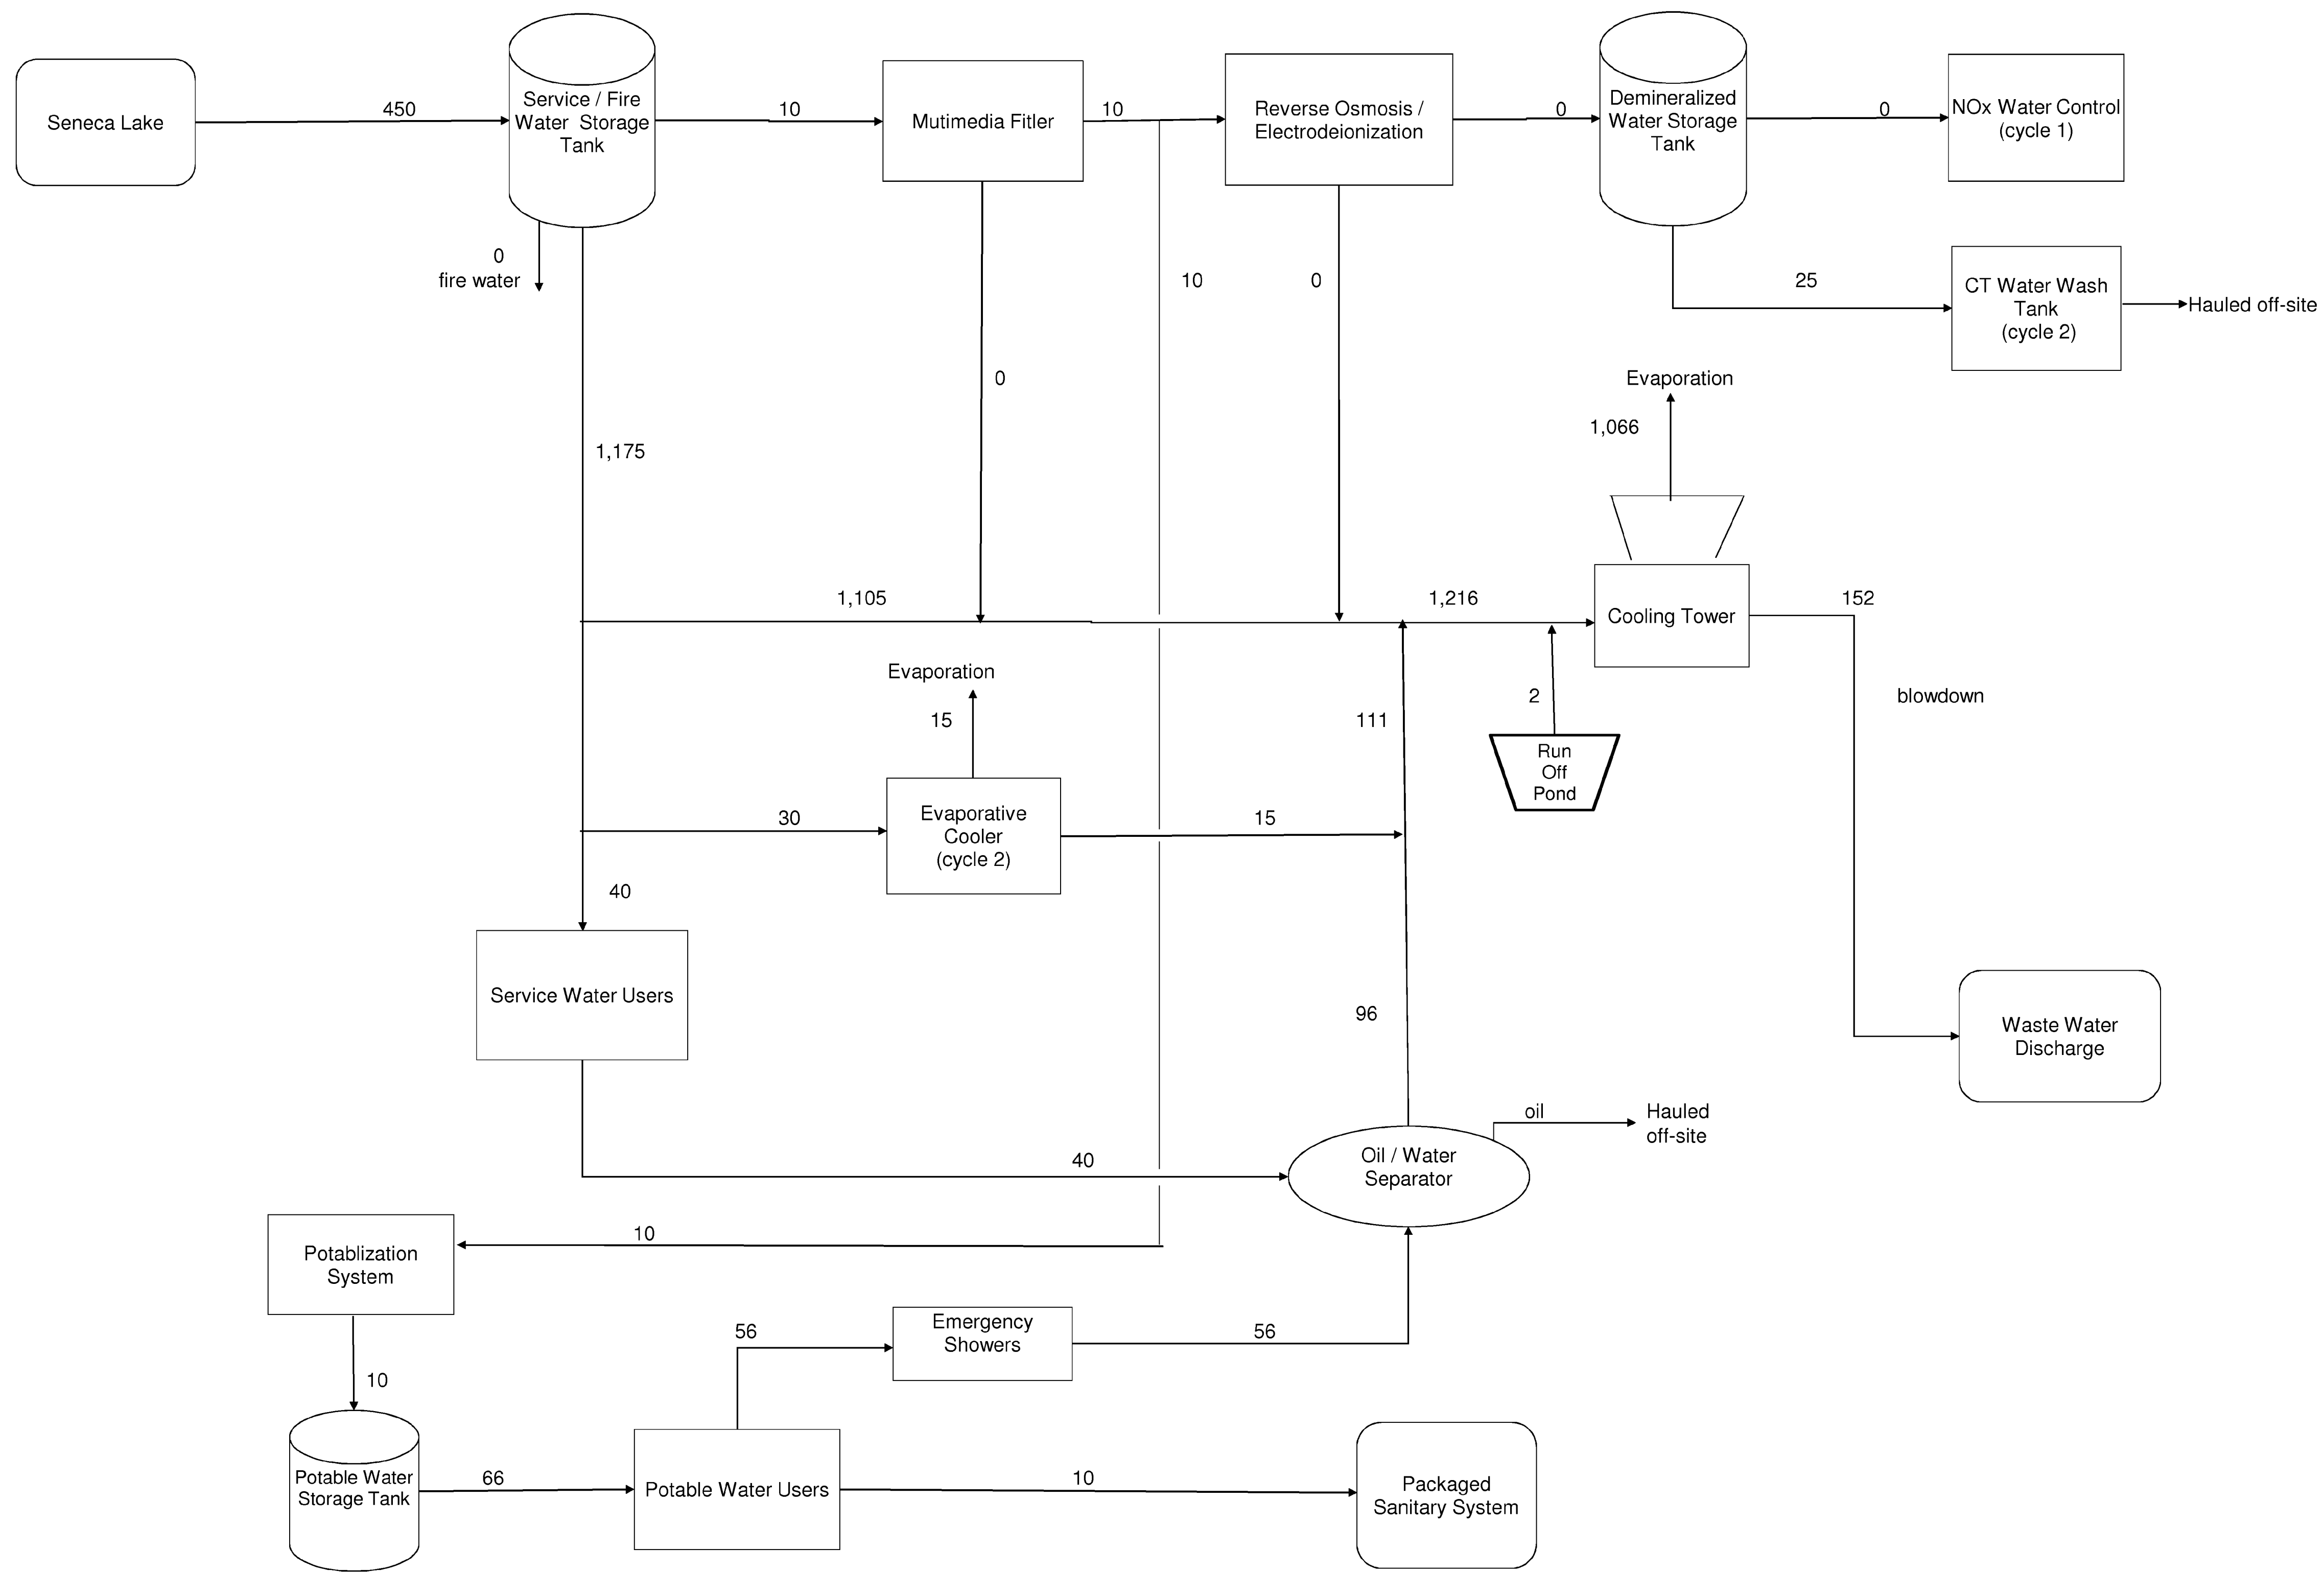 Seneca Lake
450
Service / Fire
Water Storage
Tank
10
Mutimedia Fitler
10
Reverse Osmosis /
Electrodeionization
0
Demineralized
Water Storage
Tank
0
NOx Water Control
(cycle 1)
0
fire water
10
0
25
CT Water Wash
Tank
(cycle 2)
Hauled off-site
0
Evaporation
1,066
1,175
1,105
1,216
Cooling Tower
152
blowdown
Evaporation
15
111
2
Run
Off
Pond
30
Evaporative
Cooler
(cycle 2)
15
40
Service Water Users
96
Waste Water
Discharge
oil
Hauled
off-site
40
Oil / Water
Separator
10
Potablization
System
10
56
Emergency
Showers
56
Potable Water
Storage Tank
66
Potable Water Users
10
Packaged
Sanitary System